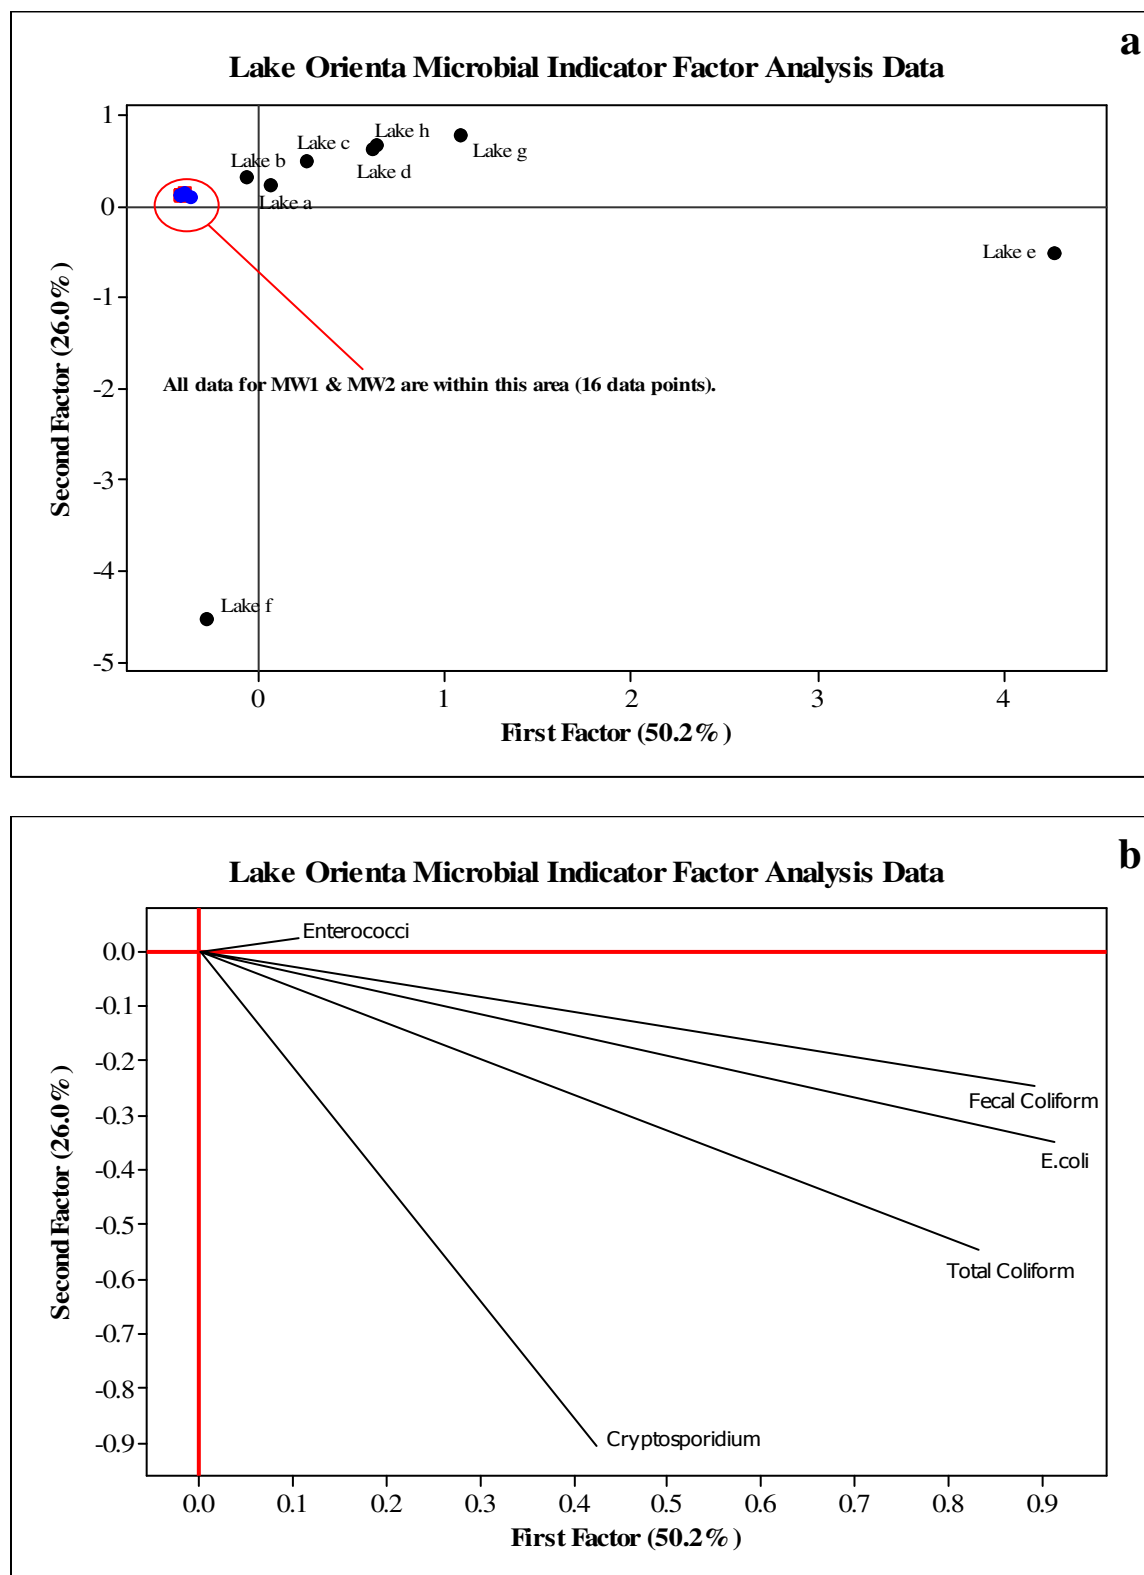 a
Lake Orienta Microbial Indicator Factor Analysis Data
1
0
-1
-2
-3
-4
-5
Second Factor (26.0%)
Lake b
Lake a
Lake c
Lake h
Lake d
Lake g
Lake e
All data for MW1 & MW2 are within this area (16 data points).
Lake f
0
1
2
3
4
First Factor (50.2%)
b
Lake Orienta Microbial Indicator Factor Analysis Data
0.0
-0.1
-0.2
-0.3
-0.4
-0.5
-0.6
-0.7
-0.8
-0.9
Second Factor (26.0%)
Enterococci
Fecal Coliform
E.coli
Total Coliform
Cryptosporidium
0.0
0.1
0.2
0.3
0.4
0.5
0.6
0.7
0.8
0.9
First Factor (50.2%)